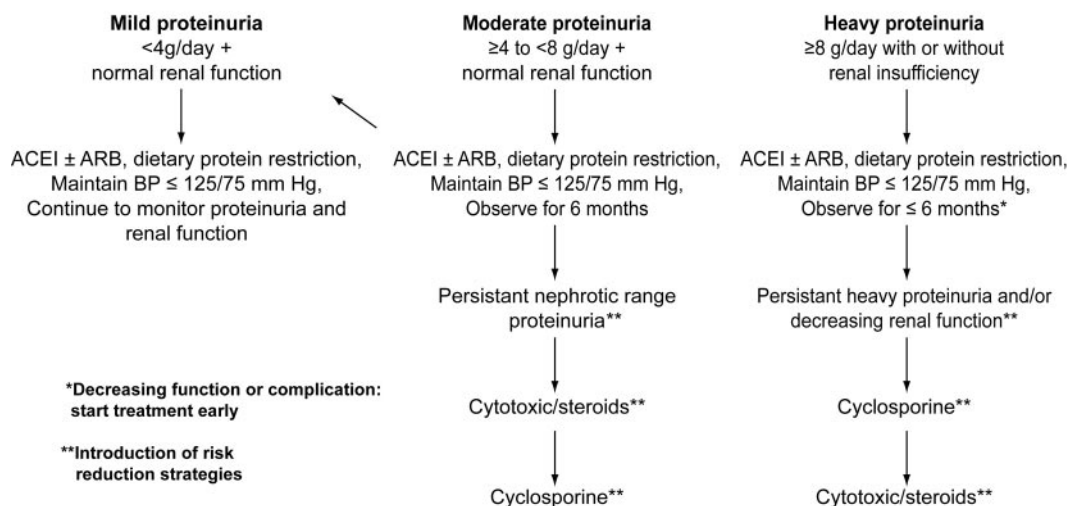 Mild proteinuria
<4g/day +
normal renal function
ACEI ± ARB, dietary protein restriction,
Maintain BP ≤ 125/75 mm Hg,
Continue to monitor proteinuria and
renal function
Moderate proteinuria
≥4 to <8 g/day +
normal renal function
ACEI ± ARB, dietary protein restriction,
Maintain BP ≤ 125/75 mm Hg,
Observe for 6 months
Persistant nephrotic range
proteinuria**
Cytotoxic/steroids**
Cyclosporine**
Heavy proteinuria
≥8 g/day with or without
renal insufficiency
ACEI ± ARB, dietary protein restriction,
Maintain BP ≤ 125/75 mm Hg,
Observe for ≤ 6 months*
Persistant heavy proteinuria and/or
decreasing renal function**
Cyclosporine**
Cytotoxic/steroids**
*Decreasing function or complication:
start treatment early
**Introduction of risk
reduction strategies